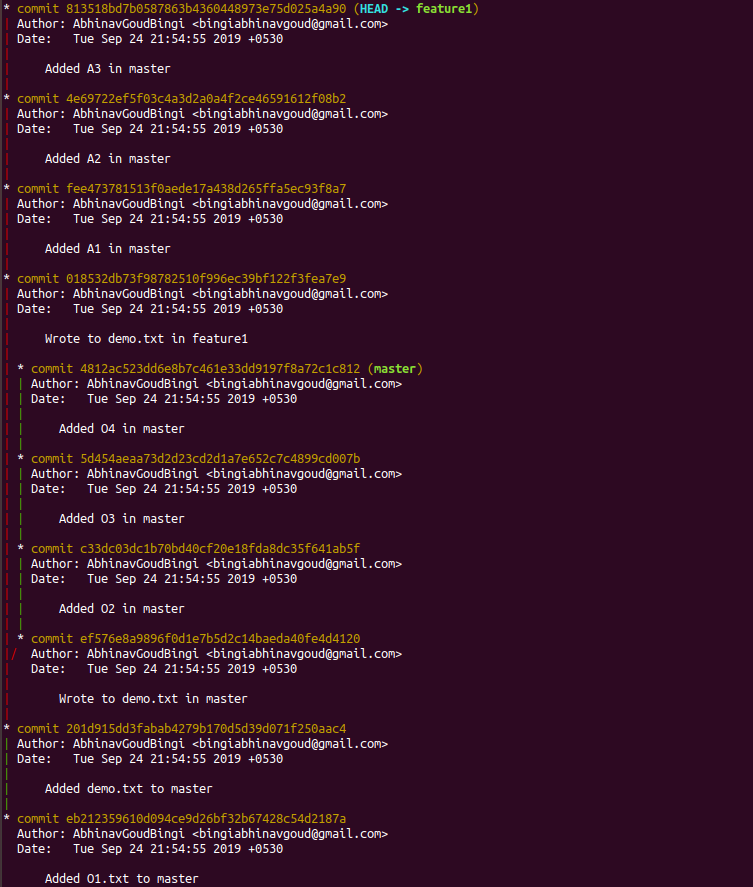 * commit 813518bd7b0587863b4360448973e75d025a4a90 (HEAD -> feature1)
| Author: AbhinavGoudBingi <bingiabhinavgoud@gmail.com>
| Date:   Tue Sep 24 21:54:55 2019 +0530
|
|     Added A3 in master
|
* commit 4e69722ef5f03c4a3d2a0a4f2ce46591612f08b2
| Author: AbhinavGoudBingi <bingiabhinavgoud@gmail.com>
| Date:   Tue Sep 24 21:54:55 2019 +0530
|
|     Added A2 in master
|
* commit fee473781513f0aede17a438d265ffa5ec93f8a7
| Author: AbhinavGoudBingi <bingiabhinavgoud@gmail.com>
| Date:   Tue Sep 24 21:54:55 2019 +0530
|
|     Added A1 in master
|
* commit 018532db73f98782510f996ec39bf122f3fea7e9
| Author: AbhinavGoudBingi <bingiabhinavgoud@gmail.com>
| Date:   Tue Sep 24 21:54:55 2019 +0530
|
|     Wrote to demo.txt in feature1
|
| * commit 4812ac523dd6e8b7c461e33dd9197f8a72c1c812 (master)
| | Author: AbhinavGoudBingi <bingiabhinavgoud@gmail.com>
| | Date:   Tue Sep 24 21:54:55 2019 +0530
| |
| |     Added O4 in master
| |
| * commit 5d454aeaa73d2d23cd2d1a7e652c7c4899cd007b
| | Author: AbhinavGoudBingi <bingiabhinavgoud@gmail.com>
| | Date:   Tue Sep 24 21:54:55 2019 +0530
| |
| |     Added O3 in master
| |
| * commit c33dc03dc1b70bd40cf20e18fda8dc35f641ab5f
| | Author: AbhinavGoudBingi <bingiabhinavgoud@gmail.com>
| | Date:   Tue Sep 24 21:54:55 2019 +0530
| |
| |     Added O2 in master
| |
| * commit ef576e8a9896f0d1e7b5d2c14baeda40fe4d4120
|/  Author: AbhinavGoudBingi <bingiabhinavgoud@gmail.com>
|   Date:   Tue Sep 24 21:54:55 2019 +0530
|
|       Wrote to demo.txt in master
|
* commit 201d915dd3fabab4279b170d5d39d071f250aac4
| Author: AbhinavGoudBingi <bingiabhinavgoud@gmail.com>
| Date:   Tue Sep 24 21:54:55 2019 +0530
|
|     Added demo.txt to master
|
* commit eb212359610d094ce9d26bf32b67428c54d2187a
  Author: AbhinavGoudBingi <bingiabhinavgoud@gmail.com>
  Date:   Tue Sep 24 21:54:55 2019 +0530

      Added O1.txt to master